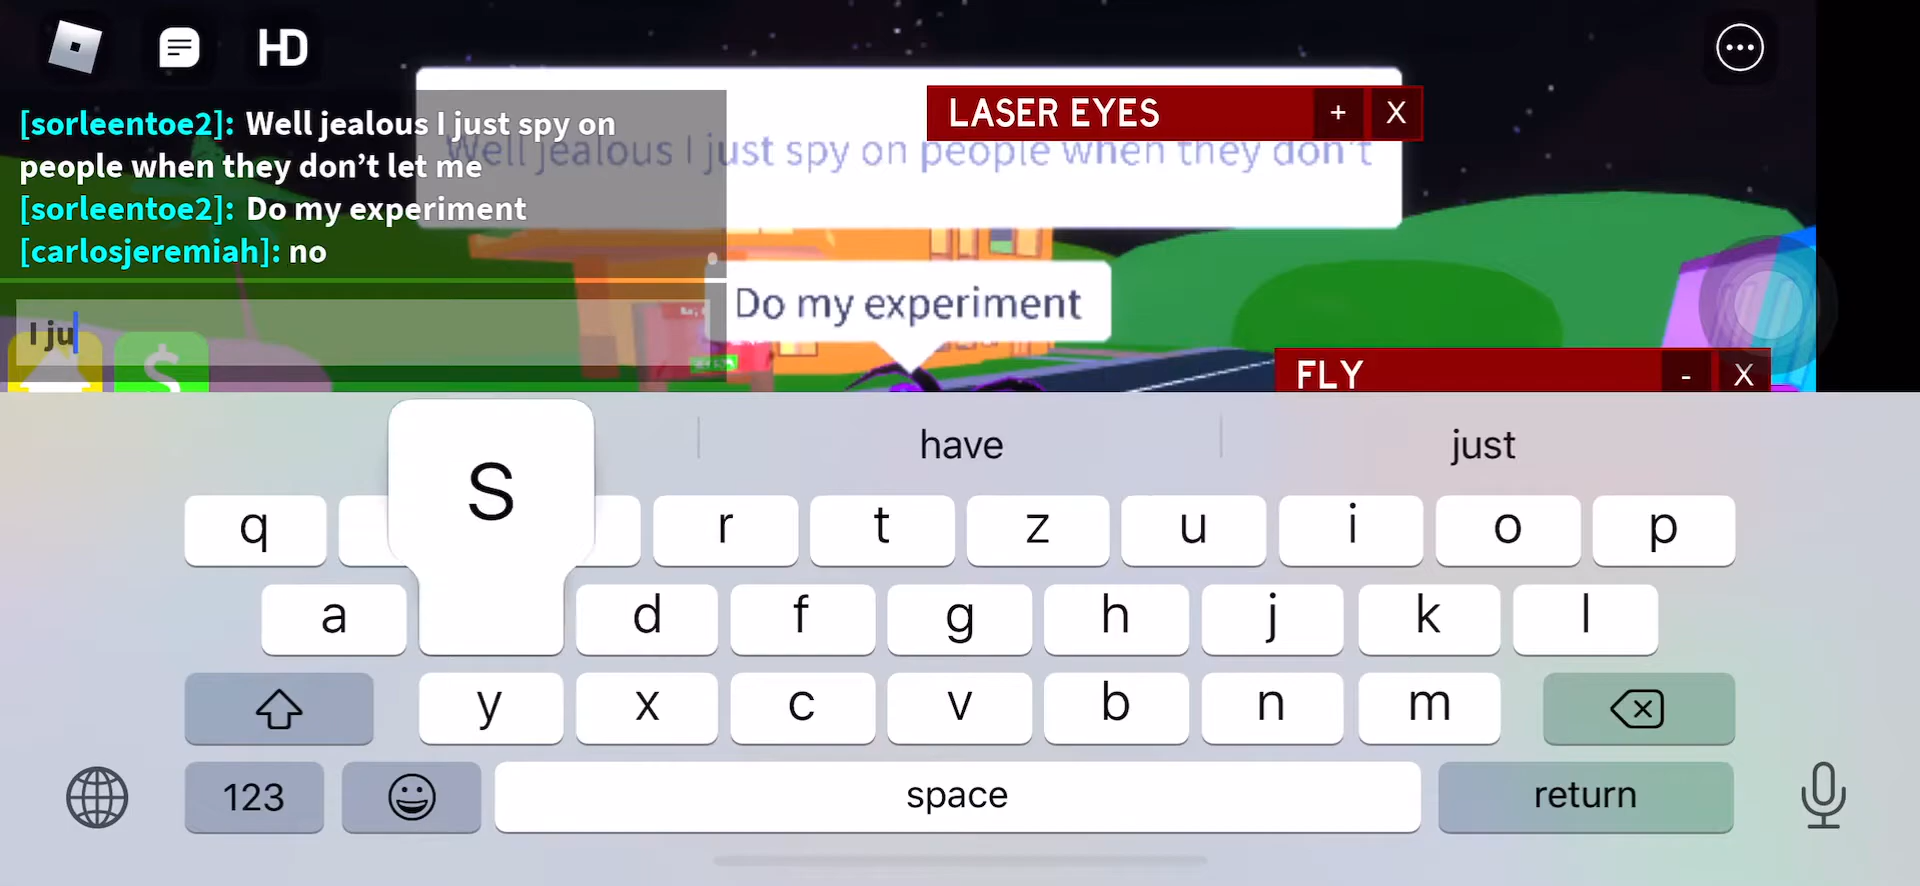 HD
[sorleentoe2]: Well jealous I just spy on
people when they don't let me
[sorleentoe2]: Do my experiment
[carlosjeremiah]: no
Well jealous I just spy on people when they don't
LASER EYES + X
Do my experiment
I ju
$
FLY - X
have just
S
q r t z u i o p
a d f g h j k l
y x c v b n m
123 space return